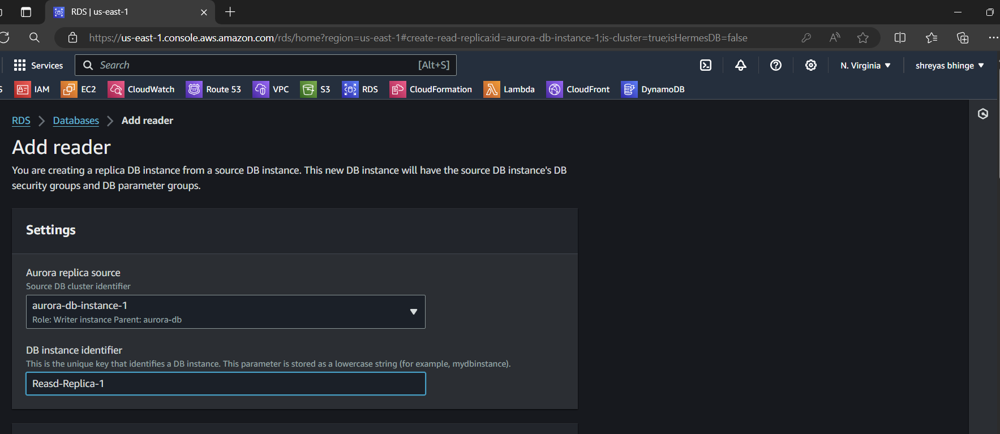 RDS | us-east-1
https://us-east-1.console.aws.amazon.com/rds/home?region=us-east-1#create-read-replica:id=aurora-db-instance-1;is-cluster=true;isHermesDB=false
Services Search [Alt+S] N. Virginia shreyas bhinge
S IAM EC2 CloudWatch Route 53 VPC S3 RDS CloudFormation Lambda CloudFront DynamoDB
RDS > Databases > Add reader
Add reader
You are creating a replica DB instance from a source DB instance. This new DB instance will have the source DB instance's DB
security groups and DB parameter groups.
Settings
Aurora replica source
Source DB cluster identifier
aurora-db-instance-1
Role: Writer instance Parent: aurora-db
DB instance identifier
This is the unique key that identifies a DB instance. This parameter is stored as a lowercase string (for example, mydbinstance).
Reasd-Replica-1